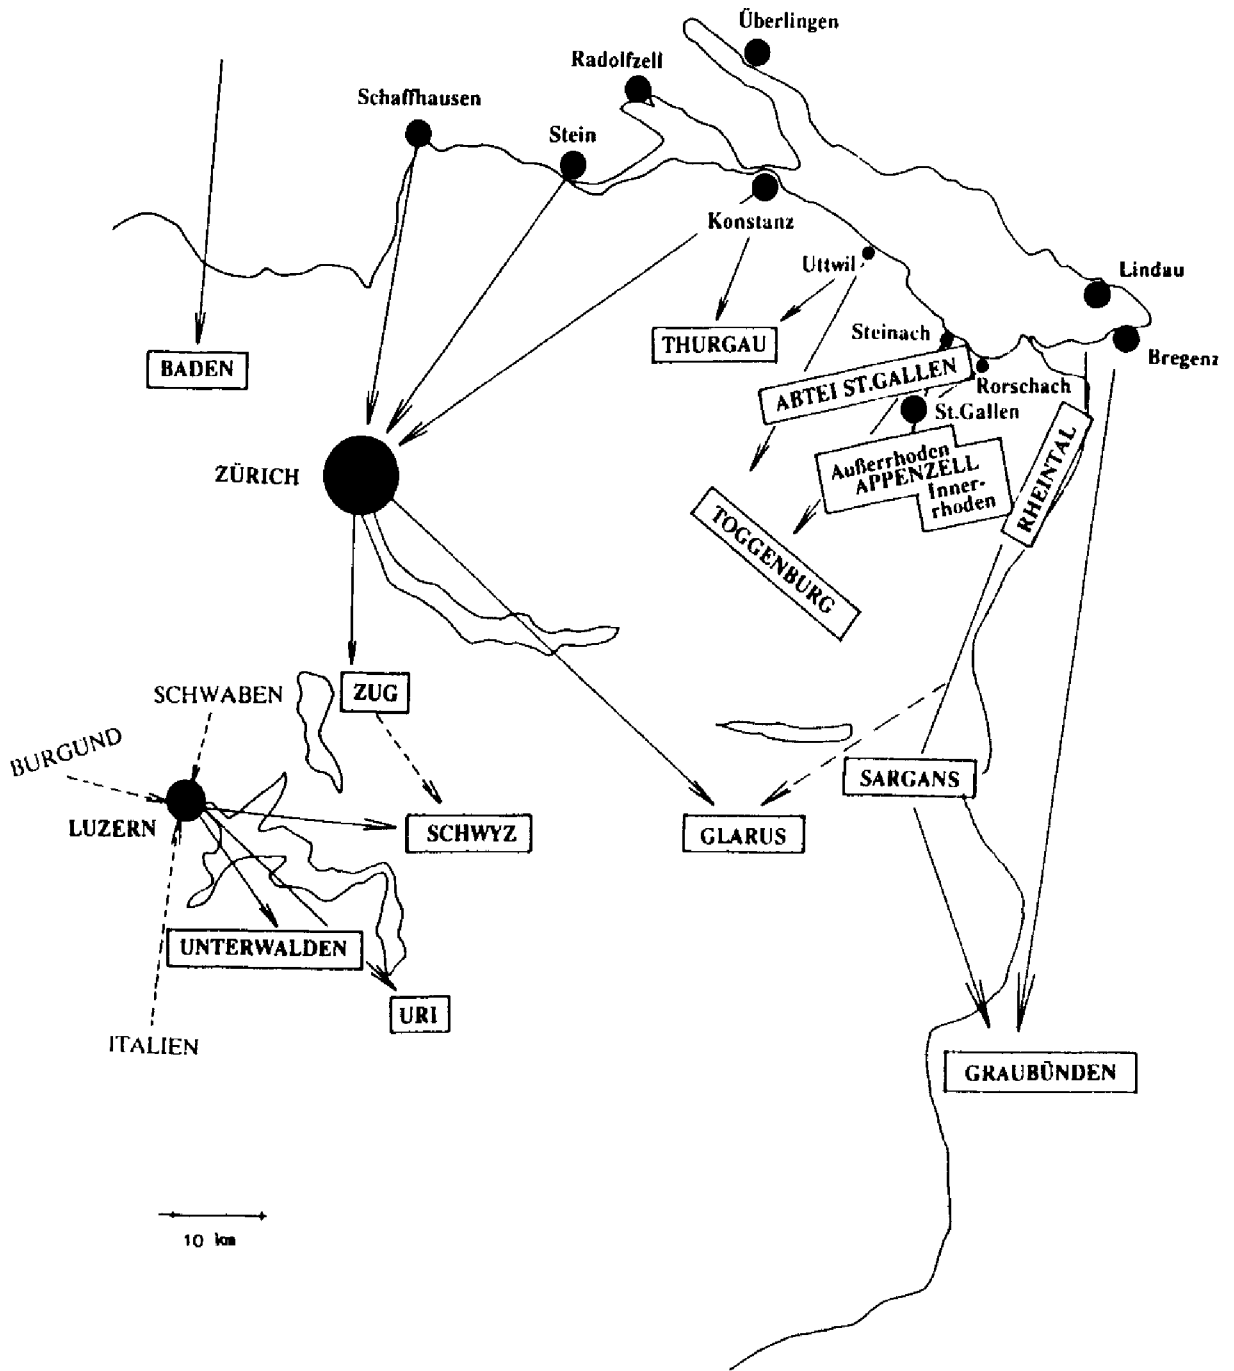 Überlingen
Radolfzell
Schaffhausen
Stein
Konstanz
Uttwil
Lindau
Steinach
THURGAU
Bregenz
BADEN
ABTEI ST.GALLEN
Rorschach
St.Gallen
ZÜRICH
Außerrhoden
APPENZELL
Inner-
rhoden
RHEINTAL
TOGGENBURG
SCHWABEN
ZUG
BURGUND
SARGANS
LUZERN
SCHWYZ
GLARUS
UNTERWALDEN
URI
ITALIEN
GRAUBÜNDEN
10 km